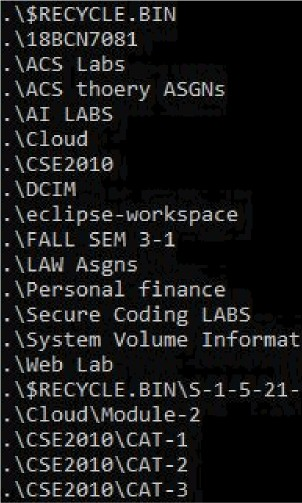 .\$RECYCLE.BIN
.\18BCN7081
.\ACS Labs
.\ACS thoery ASGNs
.\AI LABS
.\Cloud
.\CSE2010
.\DCIM
.\eclipse-workspace
.\FALL SEM 3-1
.\LAW Asgns
.\Personal finance
.\Secure Coding LABS
.\System Volume Informat
.\Web Lab
.\$RECYCLE.BIN\S-1-5-21-
.\Cloud\Module-2
.\CSE2010\CAT-1
.\CSE2010\CAT-2
.\CSE2010\CAT-3